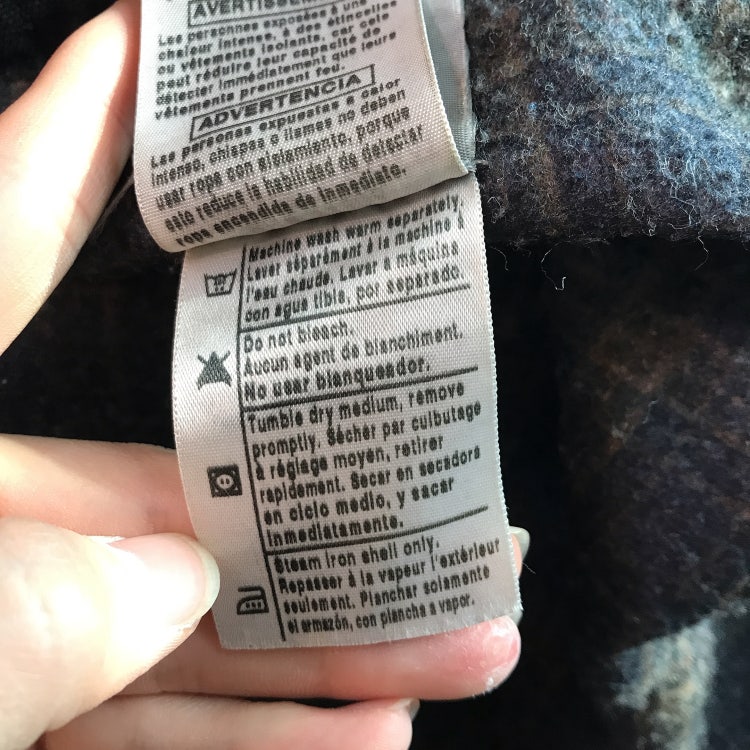 AVERTISSEMENT
Les personnes exposées à une
chaleur intense, à des étincelles
ou vêtements isolants, car cela
peut réduire leur capacité de
détecter immédiatement que leurs
vêtements prennent feu.
ADVERTENCIA
Las personas expuestas a calor
intenso, chispas o llamas no deben
usar ropa con aislamiento, porque
esto reduce la habilidad de detectar
ropa encendida de inmediato.
Machine wash warm separately.
Laver séparément à la machine à
l'eau chaude. Lavar a máquina
con agua tibia, por separado.
Do not bleach.
Aucun agent de blanchiment.
No usar blanqueador.
Tumble dry medium, remove
promptly. Sécher par culbutage
à réglage moyen, retirer
rapidement. Secar en secadora
en ciclo medio, y sacar
inmediatamente.
Steam iron shell only.
Repasser à la vapeur l'extérieur
seulement. Planchar solamente
el armazón, con plancha a vapor.